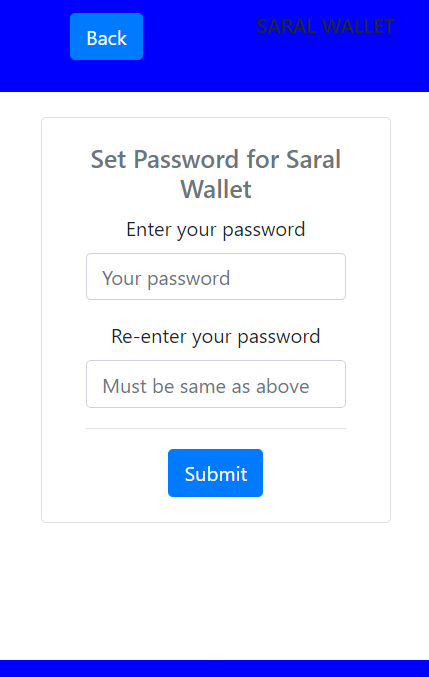 Back
SARAL WALLET
Set Password for Saral
Wallet
Enter your password
Your password
Re-enter your password
Must be same as above
Submit